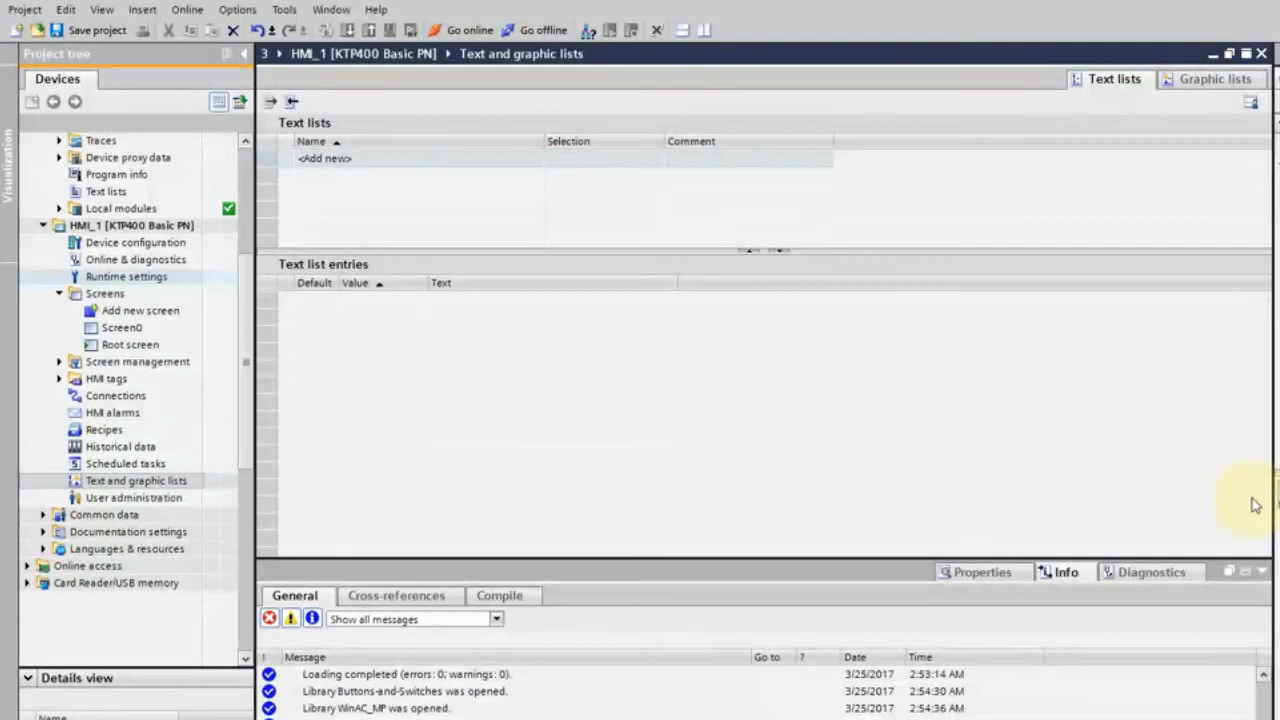 Project Edit View Insert Online Options Tools Window Help
Save project Go online Go offline
Project tree
3 HMI_1 [KTP400 Basic PN] Text and graphic lists
Devices
Text lists Graphic lists
Visualization
Traces
Device proxy data
Program info
Text lists
Local modules
HMI_1 [KTP400 Basic PN]
Device configuration
Online & diagnostics
Runtime settings
Screens
Add new screen
Screen0
Root screen
Screen management
HMI tags
Connections
HMI alarms
Recipes
Historical data
Scheduled tasks
Text and graphic lists
User administration
Common data
Documentation settings
Languages & resources
Online access
Card Reader/USB memory
Details view
Name
Text lists
Name Selection Comment
<Add new>
Text list entries
Default Value Text
Properties Info Diagnostics
General Cross-references Compile
Show all messages
! Message Go to ? Date Time
Loading completed (errors: 0; warnings: 0). 3/25/2017 2:53:14 AM
Library Buttons-and-Switches was opened. 3/25/2017 2:54:30 AM
Library WinAC_MP was opened. 3/25/2017 2:54:36 AM